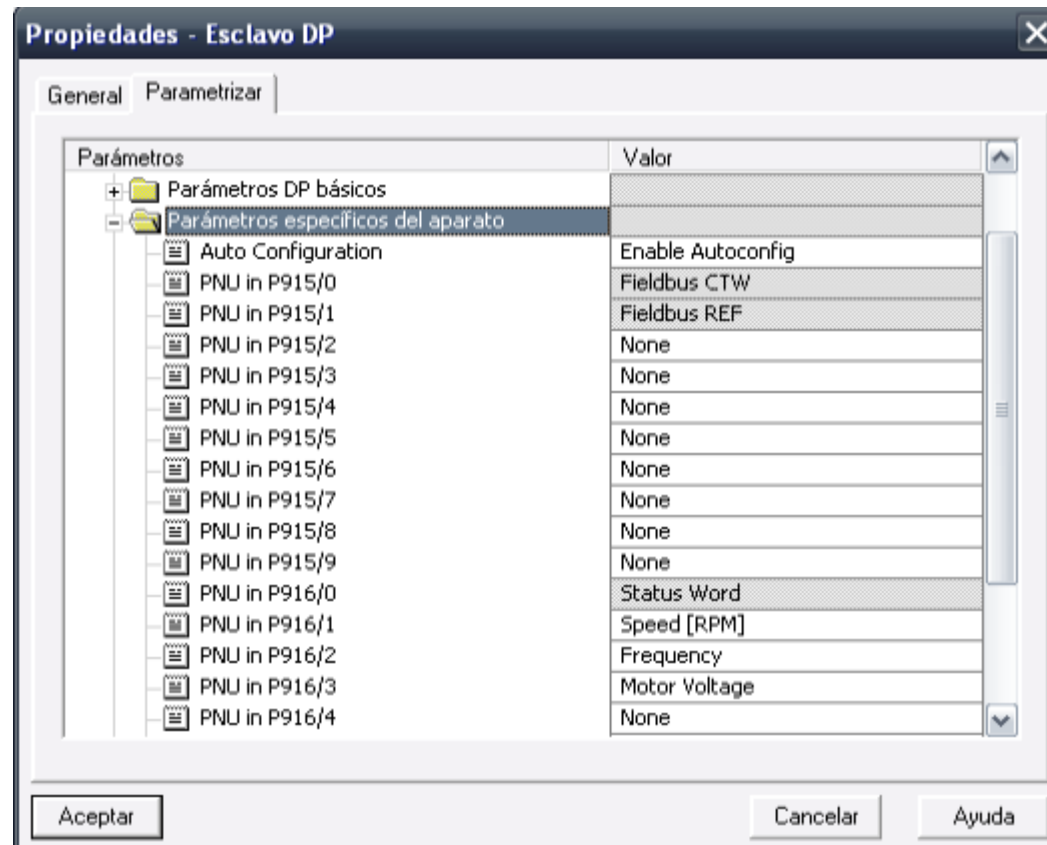 Propiedades - Esclavo DP
General Parametrizar
Parámetros Valor
Parámetros DP básicos
Parámetros específicos del aparato
Auto Configuration Enable Autoconfig
PNU in P915/0 Fieldbus CTW
PNU in P915/1 Fieldbus REF
PNU in P915/2 None
PNU in P915/3 None
PNU in P915/4 None
PNU in P915/5 None
PNU in P915/6 None
PNU in P915/7 None
PNU in P915/8 None
PNU in P915/9 None
PNU in P916/0 Status Word
PNU in P916/1 Speed [RPM]
PNU in P916/2 Frequency
PNU in P916/3 Motor Voltage
PNU in P916/4 None
Aceptar Cancelar Ayuda